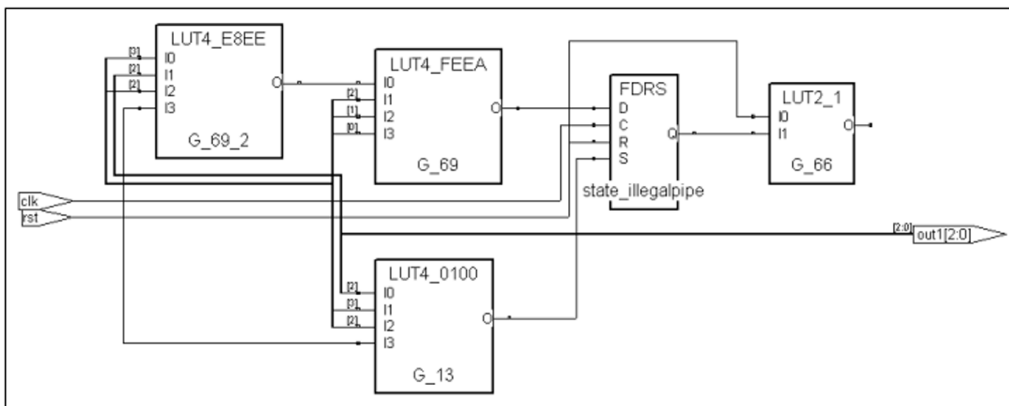 LUT4_E8EE
[3]
I0
[2]
I1
[2]
I2
I3
O
G_69_2
LUT4_FEEA
I0
[2]
I1
[1]
I2
[0]
I3
O
G_69
FDRS
D
C
R
S
Q
state_illegalpipe
LUT2_1
I0
I1
O
G_66
clk
rst
[2:0]
out1[2:0]
LUT4_0100
[2]
I0
[3]
I1
[2]
I2
I3
O
G_13